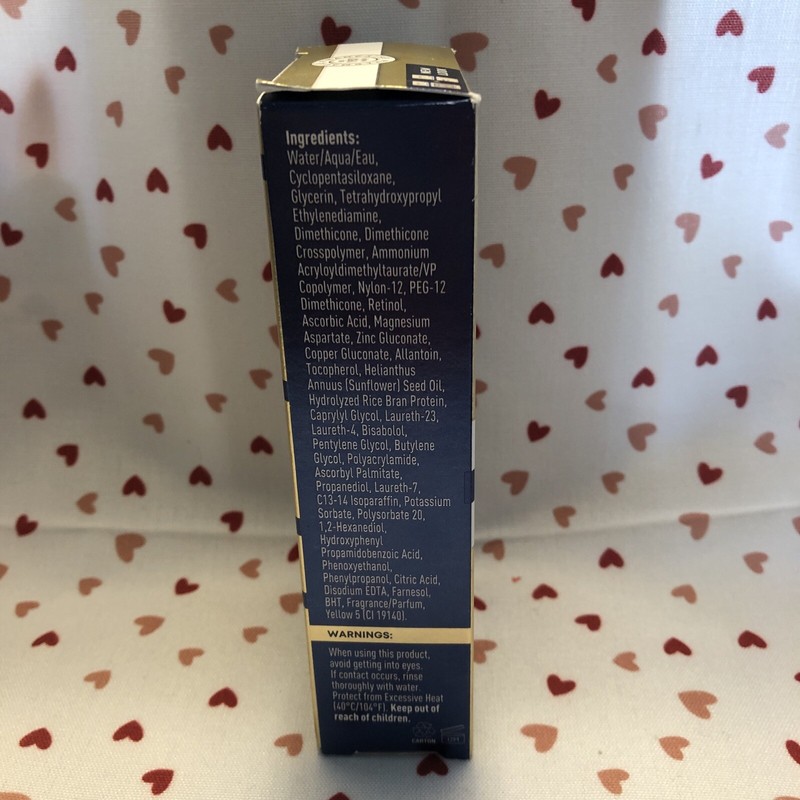 Ingredients:
Water/Aqua/Eau,
Cyclopentasiloxane,
Glycerin, Tetrahydroxypropyl
Ethylenediamine,
Dimethicone, Dimethicone
Crosspolymer, Ammonium
Acryloyldimethyltaurate/VP
Copolymer, Nylon-12, PEG-12
Dimethicone, Retinol,
Ascorbic Acid, Magnesium
Aspartate, Zinc Gluconate,
Copper Gluconate, Allantoin,
Tocopherol, Helianthus
Annuus (Sunflower) Seed Oil,
Hydrolyzed Rice Bran Protein,
Caprylyl Glycol, Laureth-23,
Laureth-4, Bisabolol,
Pentylene Glycol, Butylene
Glycol, Polyacrylamide,
Ascorbyl Palmitate,
Propanediol, Laureth-7,
C13-14 Isoparaffin, Potassium
Sorbate, Polysorbate 20,
1,2-Hexanediol,
Hydroxyphenyl
Propamidobenzoic Acid,
Phenoxyethanol,
Phenylpropanol, Citric Acid,
Disodium EDTA, Farnesol,
BHT, Fragrance/Parfum,
Yellow 5 (CI 19140).
WARNINGS:
When using this product,
avoid getting into eyes.
If contact occurs, rinse
thoroughly with water.
Protect from Excessive Heat
(40°C/104°F). Keep out of
reach of children.
CARTON